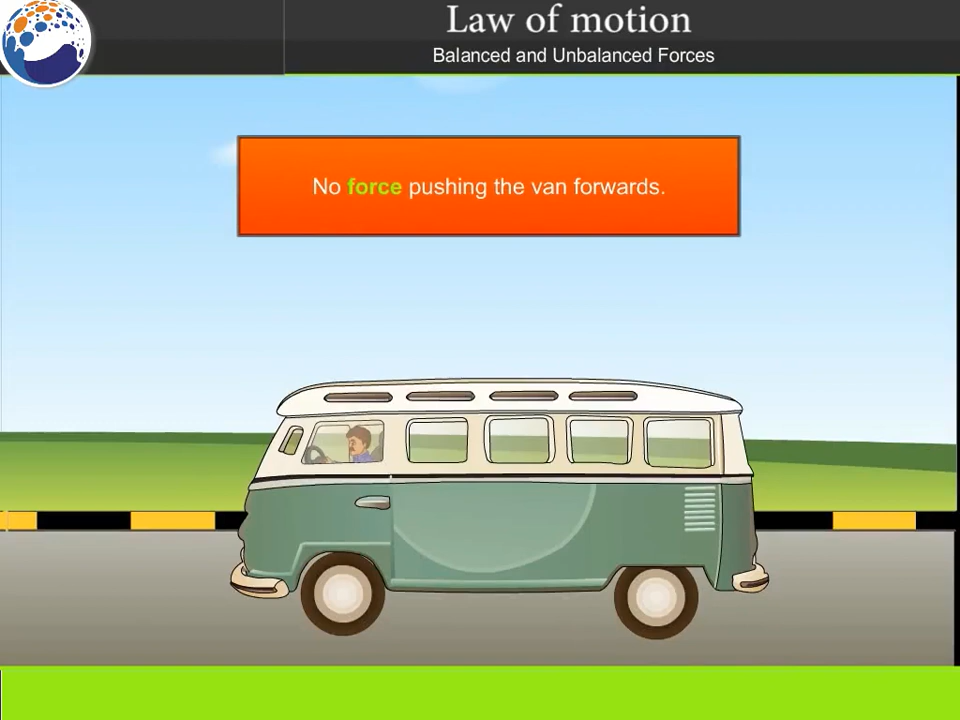 Law of motion
Balanced and Unbalanced Forces
No force pushing the van forwards.